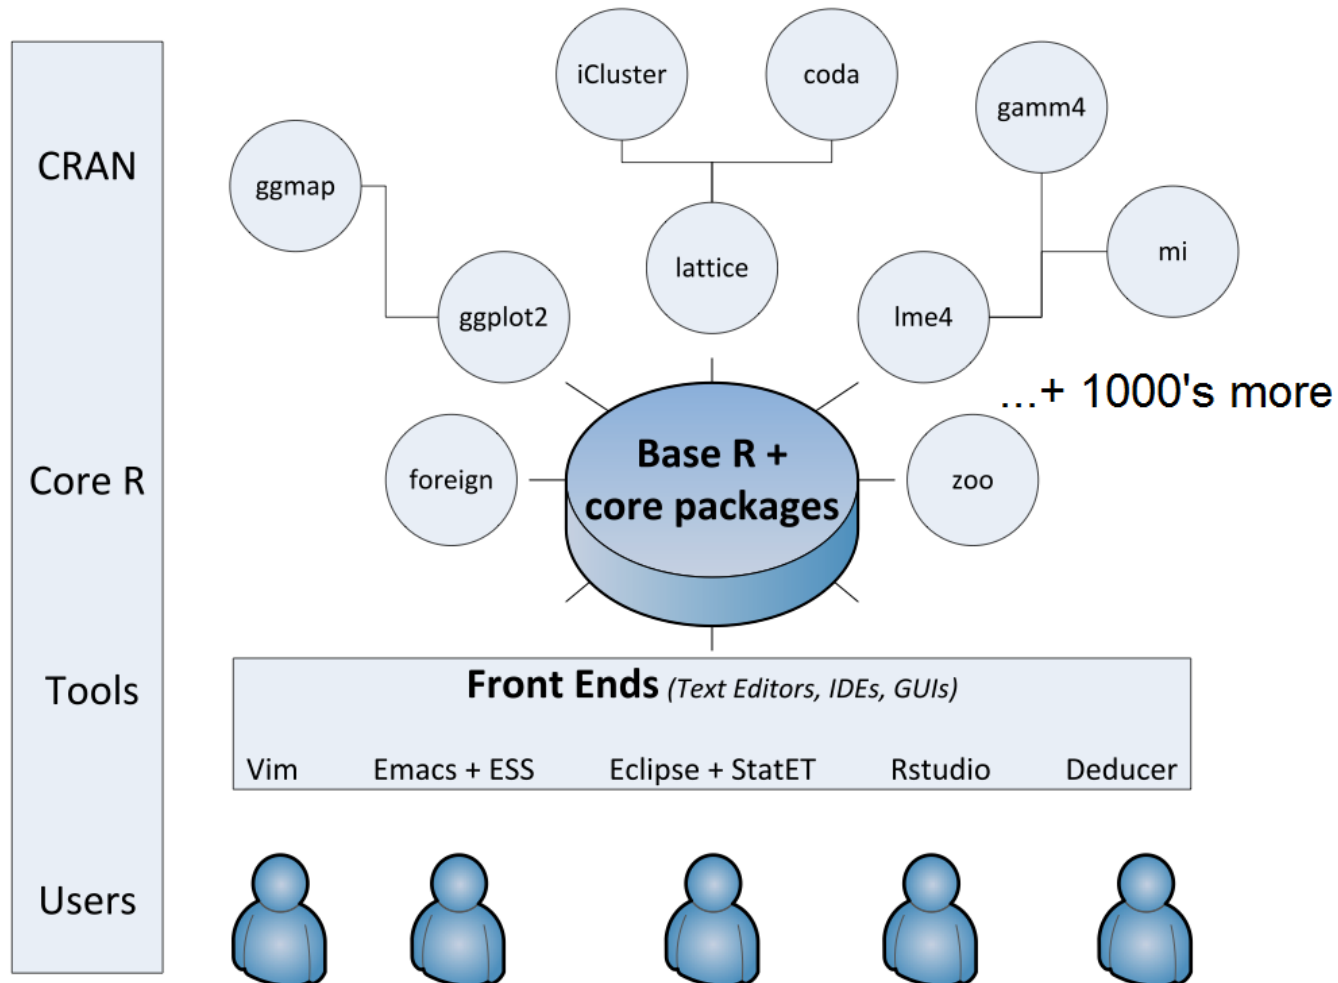 CRAN
Core R
Tools
Users
iCluster
coda
gamm4
ggmap
mi
lattice
ggplot2
lme4
...+ 1000's more
foreign
Base R +
core packages
zoo
Front Ends (Text Editors, IDEs, GUIs)
Vim
Emacs + ESS
Eclipse + StatET
Rstudio
Deducer